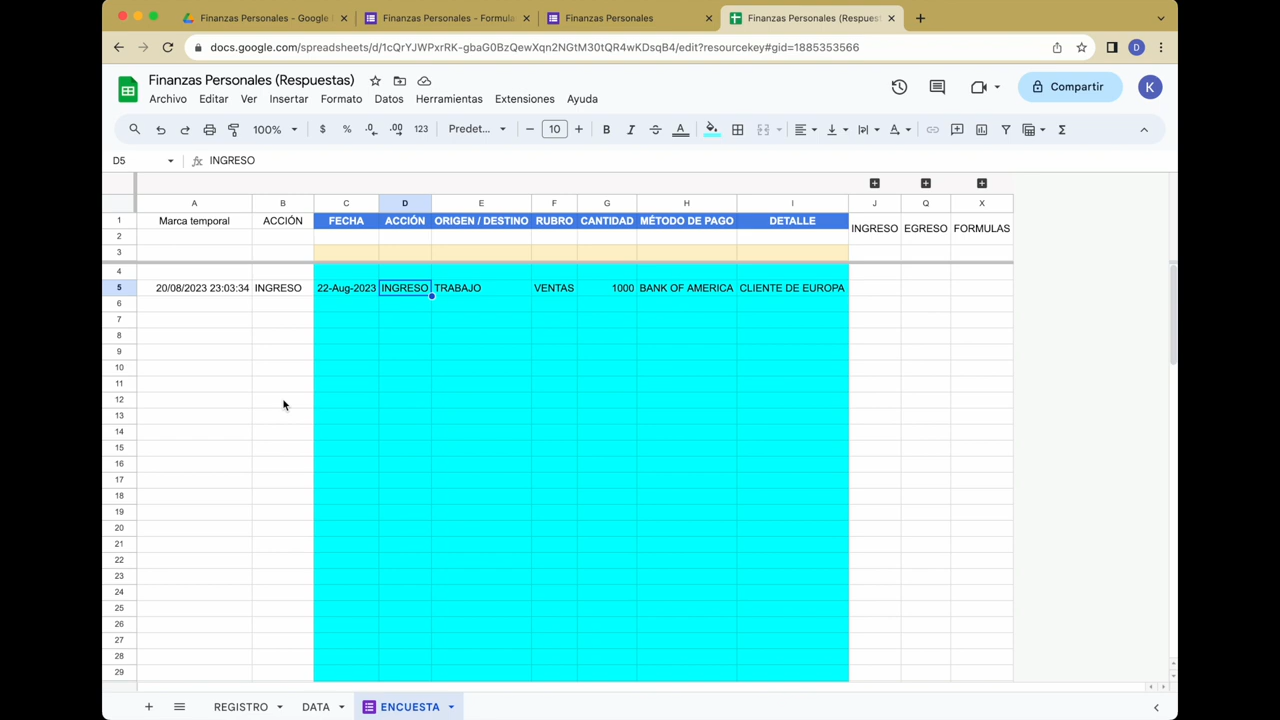 Finanzas Personales - Google
Finanzas Personales - Formula
Finanzas Personales
Finanzas Personales (Respues
docs.google.com/spreadsheets/d/1cQrYJWPxrRK-gbaG0BzQewXqn2NGtM30tQR4wKDsqB4/edit?resourcekey#gid=1885353566
D
Finanzas Personales (Respuestas)
Archivo Editar Ver Insertar Formato Datos Herramientas Extensiones Ayuda
Compartir
K
100% $ % .0 .00 123 Predet... 10 B I S A A Σ
D5 fx INGRESO
A B C D E F G H I J Q X
1 Marca temporal ACCIÓN FECHA ACCIÓN ORIGEN / DESTINO RUBRO CANTIDAD MÉTODO DE PAGO DETALLE
INGRESO EGRESO FORMULAS
2
3
4
5 20/08/2023 23:03:34 INGRESO 22-Aug-2023 INGRESO TRABAJO VENTAS 1000 BANK OF AMERICA CLIENTE DE EUROPA
6
7
8
9
10
11
12
13
14
15
16
17
18
19
20
21
22
23
24
25
26
27
28
29
REGISTRO DATA ENCUESTA